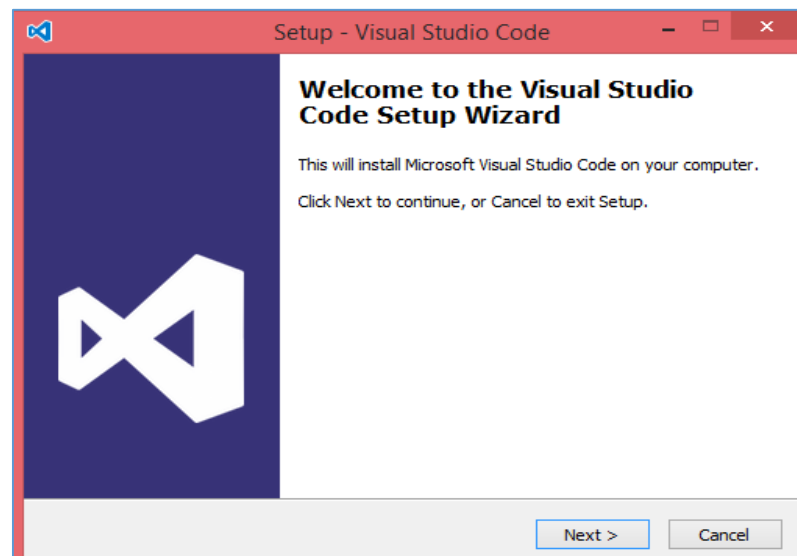 Setup - Visual Studio Code
Welcome to the Visual Studio
Code Setup Wizard
This will install Microsoft Visual Studio Code on your computer.
Click Next to continue, or Cancel to exit Setup.
Next >
Cancel